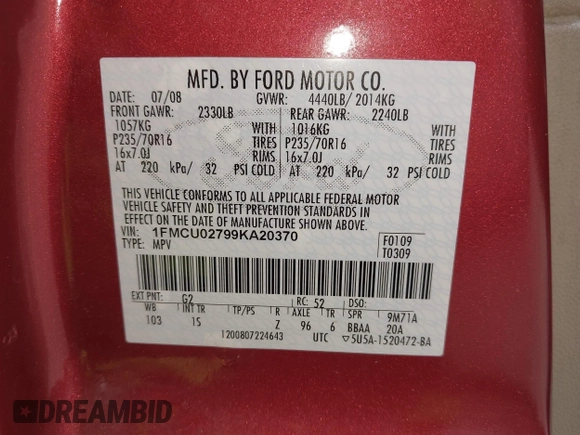 MFD. BY FORD MOTOR CO.
DATE: 07/08 GVWR: 4440LB/ 2014KG
FRONT GAWR: 2330LB REAR GAWR: 2240LB
1057KG WITH 1016KG WITH
P235/70R16 TIRES P235/70R16 TIRES
16x7.0J RIMS 16x7.0J RIMS
AT 220 kPa/ 32 PSI COLD AT 220 kPa/ 32 PSI COLD
THIS VEHICLE CONFORMS TO ALL APPLICABLE FEDERAL MOTOR
VEHICLE SAFETY AND THEFT PREVENTION STANDARDS IN
EFFECT ON THE DATE OF MANUFACTURE SHOWN ABOVE.
VIN: 1FMCU02799KA20370 F0109
TYPE: MPV T0309
EXT PNT: G2 RC: 52 DSO:
WB INT TR TP/PS R AXLE TR SPR 9M71A
103 IS Z 96 6 BBAA 20A
1200807224643 UTC ▽5U5A-1520472-BA
DREAMBID